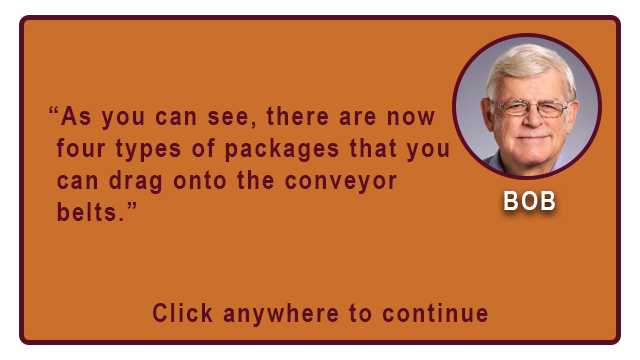 “As you can see, there are now
four types of packages that you
can drag onto the conveyor
belts.”
BOB
Click anywhere to continue